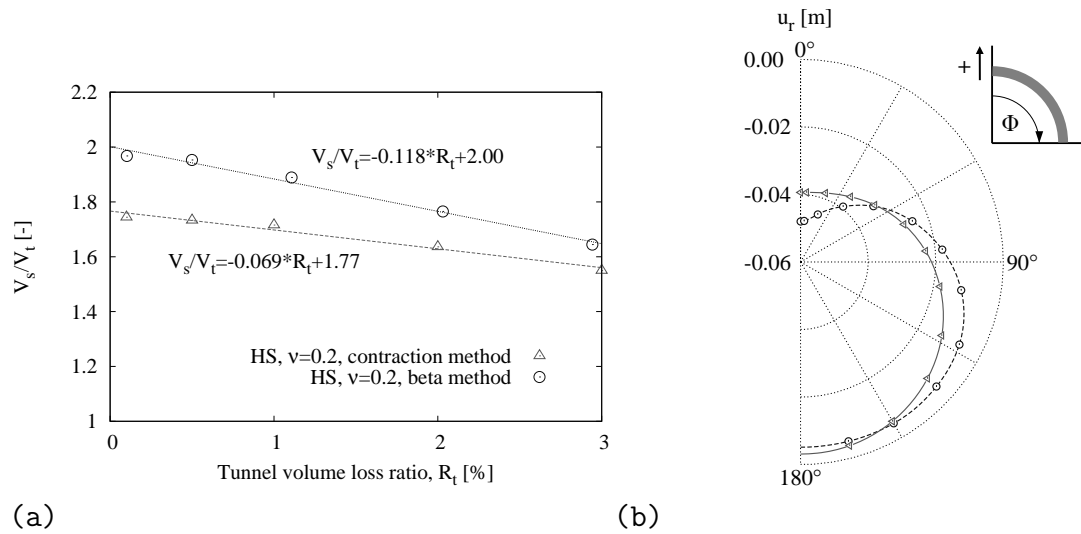 2.2
2
1.8
1.6
1.4
1.2
1
V_s/V_t [-]
V_s/V_t=-0.118*R_t+2.00
V_s/V_t=-0.069*R_t+1.77
HS, ν=0.2, contraction method
HS, ν=0.2, beta method
0 1 2 3
Tunnel volume loss ratio, R_t [%]
(a)
u_r [m]
0°
0.00
-0.02
-0.04
-0.06
90°
180°
+
Φ
(b)